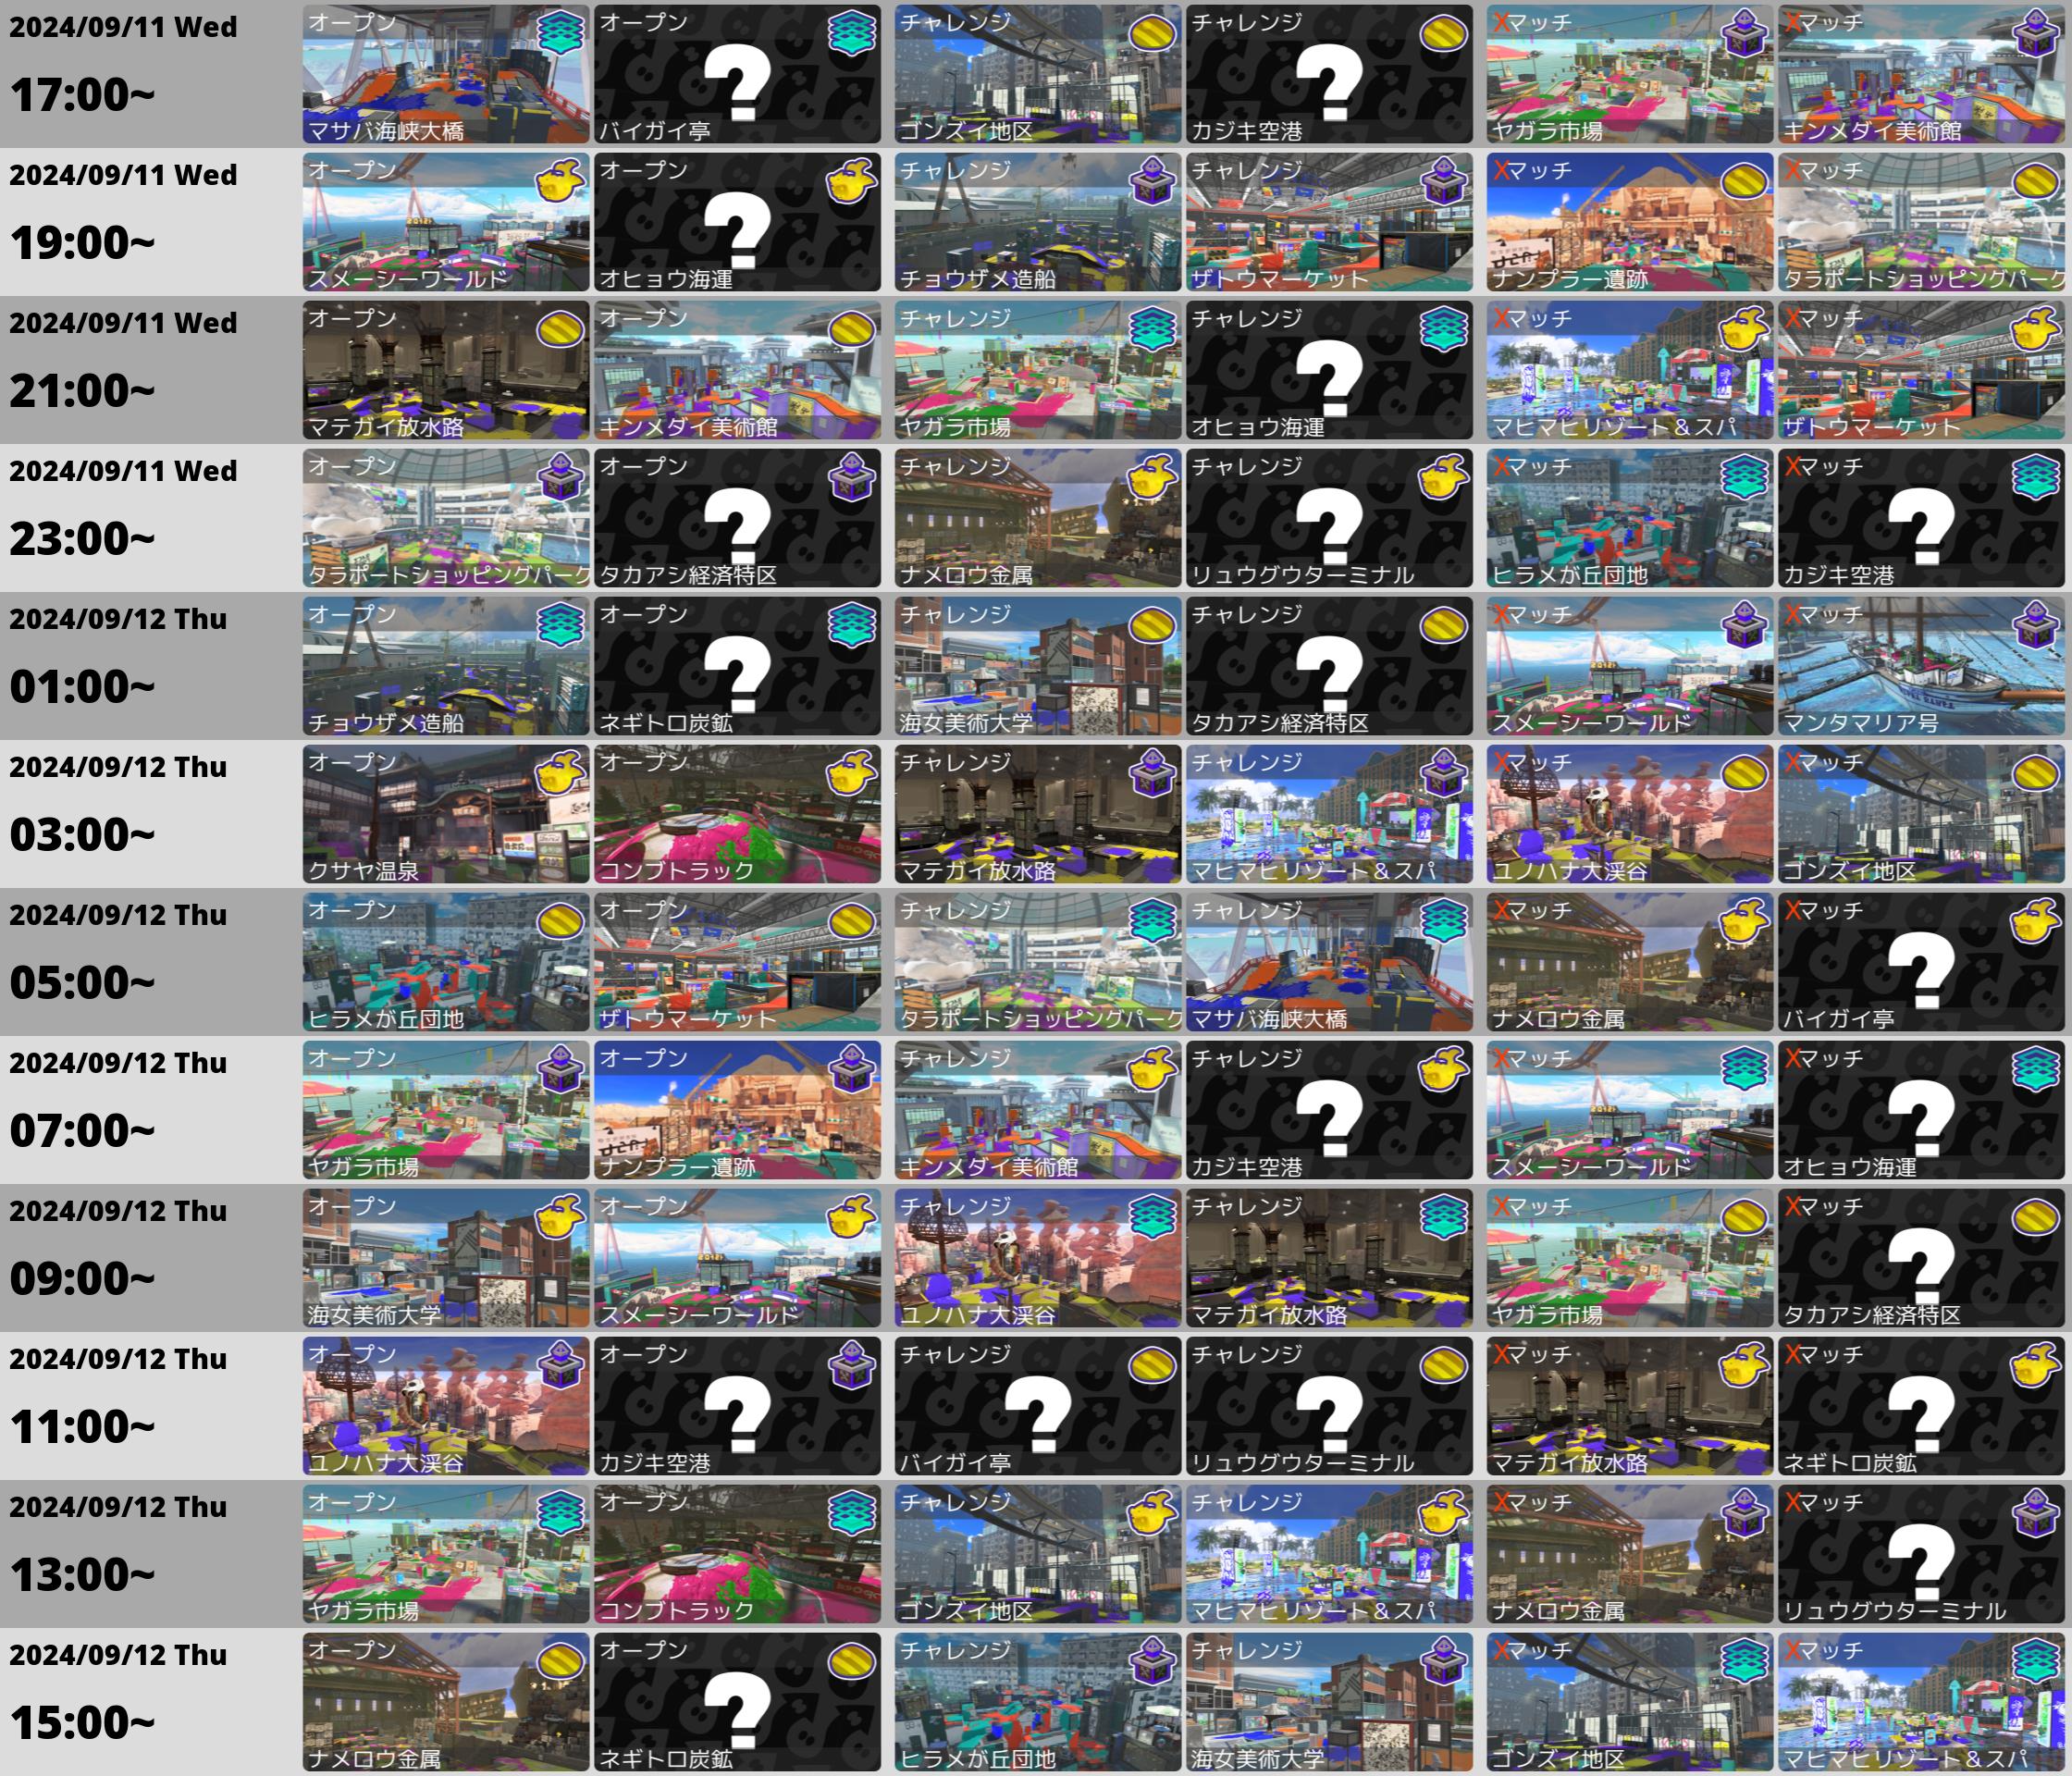 2024/09/11 Wed
17:00~
オープン
マサバ海峡大橋
オープン
バイガイ亭
チャレンジ
ゴンズイ地区
チャレンジ
カジキ空港
Xマッチ
ヤガラ市場
Xマッチ
キンメダイ美術館
2024/09/11 Wed
19:00~
オープン
スメーシーワールド
オープン
オヒョウ海運
チャレンジ
チョウザメ造船
チャレンジ
ザトウマーケット
Xマッチ
ナンプラー遺跡
Xマッチ
タラポートショッピングパーク
2024/09/11 Wed
21:00~
オープン
マテガイ放水路
オープン
キンメダイ美術館
チャレンジ
ヤガラ市場
チャレンジ
オヒョウ海運
Xマッチ
マヒマヒリゾート&スパ
Xマッチ
ザトウマーケット
2024/09/11 Wed
23:00~
オープン
タラポートショッピングパーク
オープン
タカアシ経済特区
チャレンジ
ナメロウ金属
チャレンジ
リュウグウターミナル
Xマッチ
ヒラメが丘団地
Xマッチ
カジキ空港
2024/09/12 Thu
01:00~
オープン
チョウザメ造船
オープン
ネギトロ炭鉱
チャレンジ
海女美術大学
チャレンジ
タカアシ経済特区
Xマッチ
スメーシーワールド
Xマッチ
マンタマリア号
2024/09/12 Thu
03:00~
オープン
クサヤ温泉
オープン
コンブトラック
チャレンジ
マテガイ放水路
チャレンジ
マヒマヒリゾート&スパ
Xマッチ
ユノハナ大渓谷
Xマッチ
ゴンズイ地区
2024/09/12 Thu
05:00~
オープン
ヒラメが丘団地
オープン
ザトウマーケット
チャレンジ
タラポートショッピングパーク
チャレンジ
マサバ海峡大橋
Xマッチ
ナメロウ金属
Xマッチ
バイガイ亭
2024/09/12 Thu
07:00~
オープン
ヤガラ市場
オープン
ナンプラー遺跡
チャレンジ
キンメダイ美術館
チャレンジ
カジキ空港
Xマッチ
スメーシーワールド
Xマッチ
オヒョウ海運
2024/09/12 Thu
09:00~
オープン
海女美術大学
オープン
スメーシーワールド
チャレンジ
ユノハナ大渓谷
チャレンジ
マテガイ放水路
Xマッチ
ヤガラ市場
Xマッチ
タカアシ経済特区
2024/09/12 Thu
11:00~
オープン
ユノハナ大渓谷
オープン
カジキ空港
チャレンジ
バイガイ亭
チャレンジ
リュウグウターミナル
Xマッチ
マテガイ放水路
Xマッチ
ネギトロ炭鉱
2024/09/12 Thu
13:00~
オープン
ヤガラ市場
オープン
コンブトラック
チャレンジ
ゴンズイ地区
チャレンジ
マヒマヒリゾート&スパ
Xマッチ
ナメロウ金属
Xマッチ
リュウグウターミナル
2024/09/12 Thu
15:00~
オープン
ナメロウ金属
オープン
ネギトロ炭鉱
チャレンジ
ヒラメが丘団地
チャレンジ
海女美術大学
Xマッチ
ゴンズイ地区
Xマッチ
マヒマヒリゾート&スパ